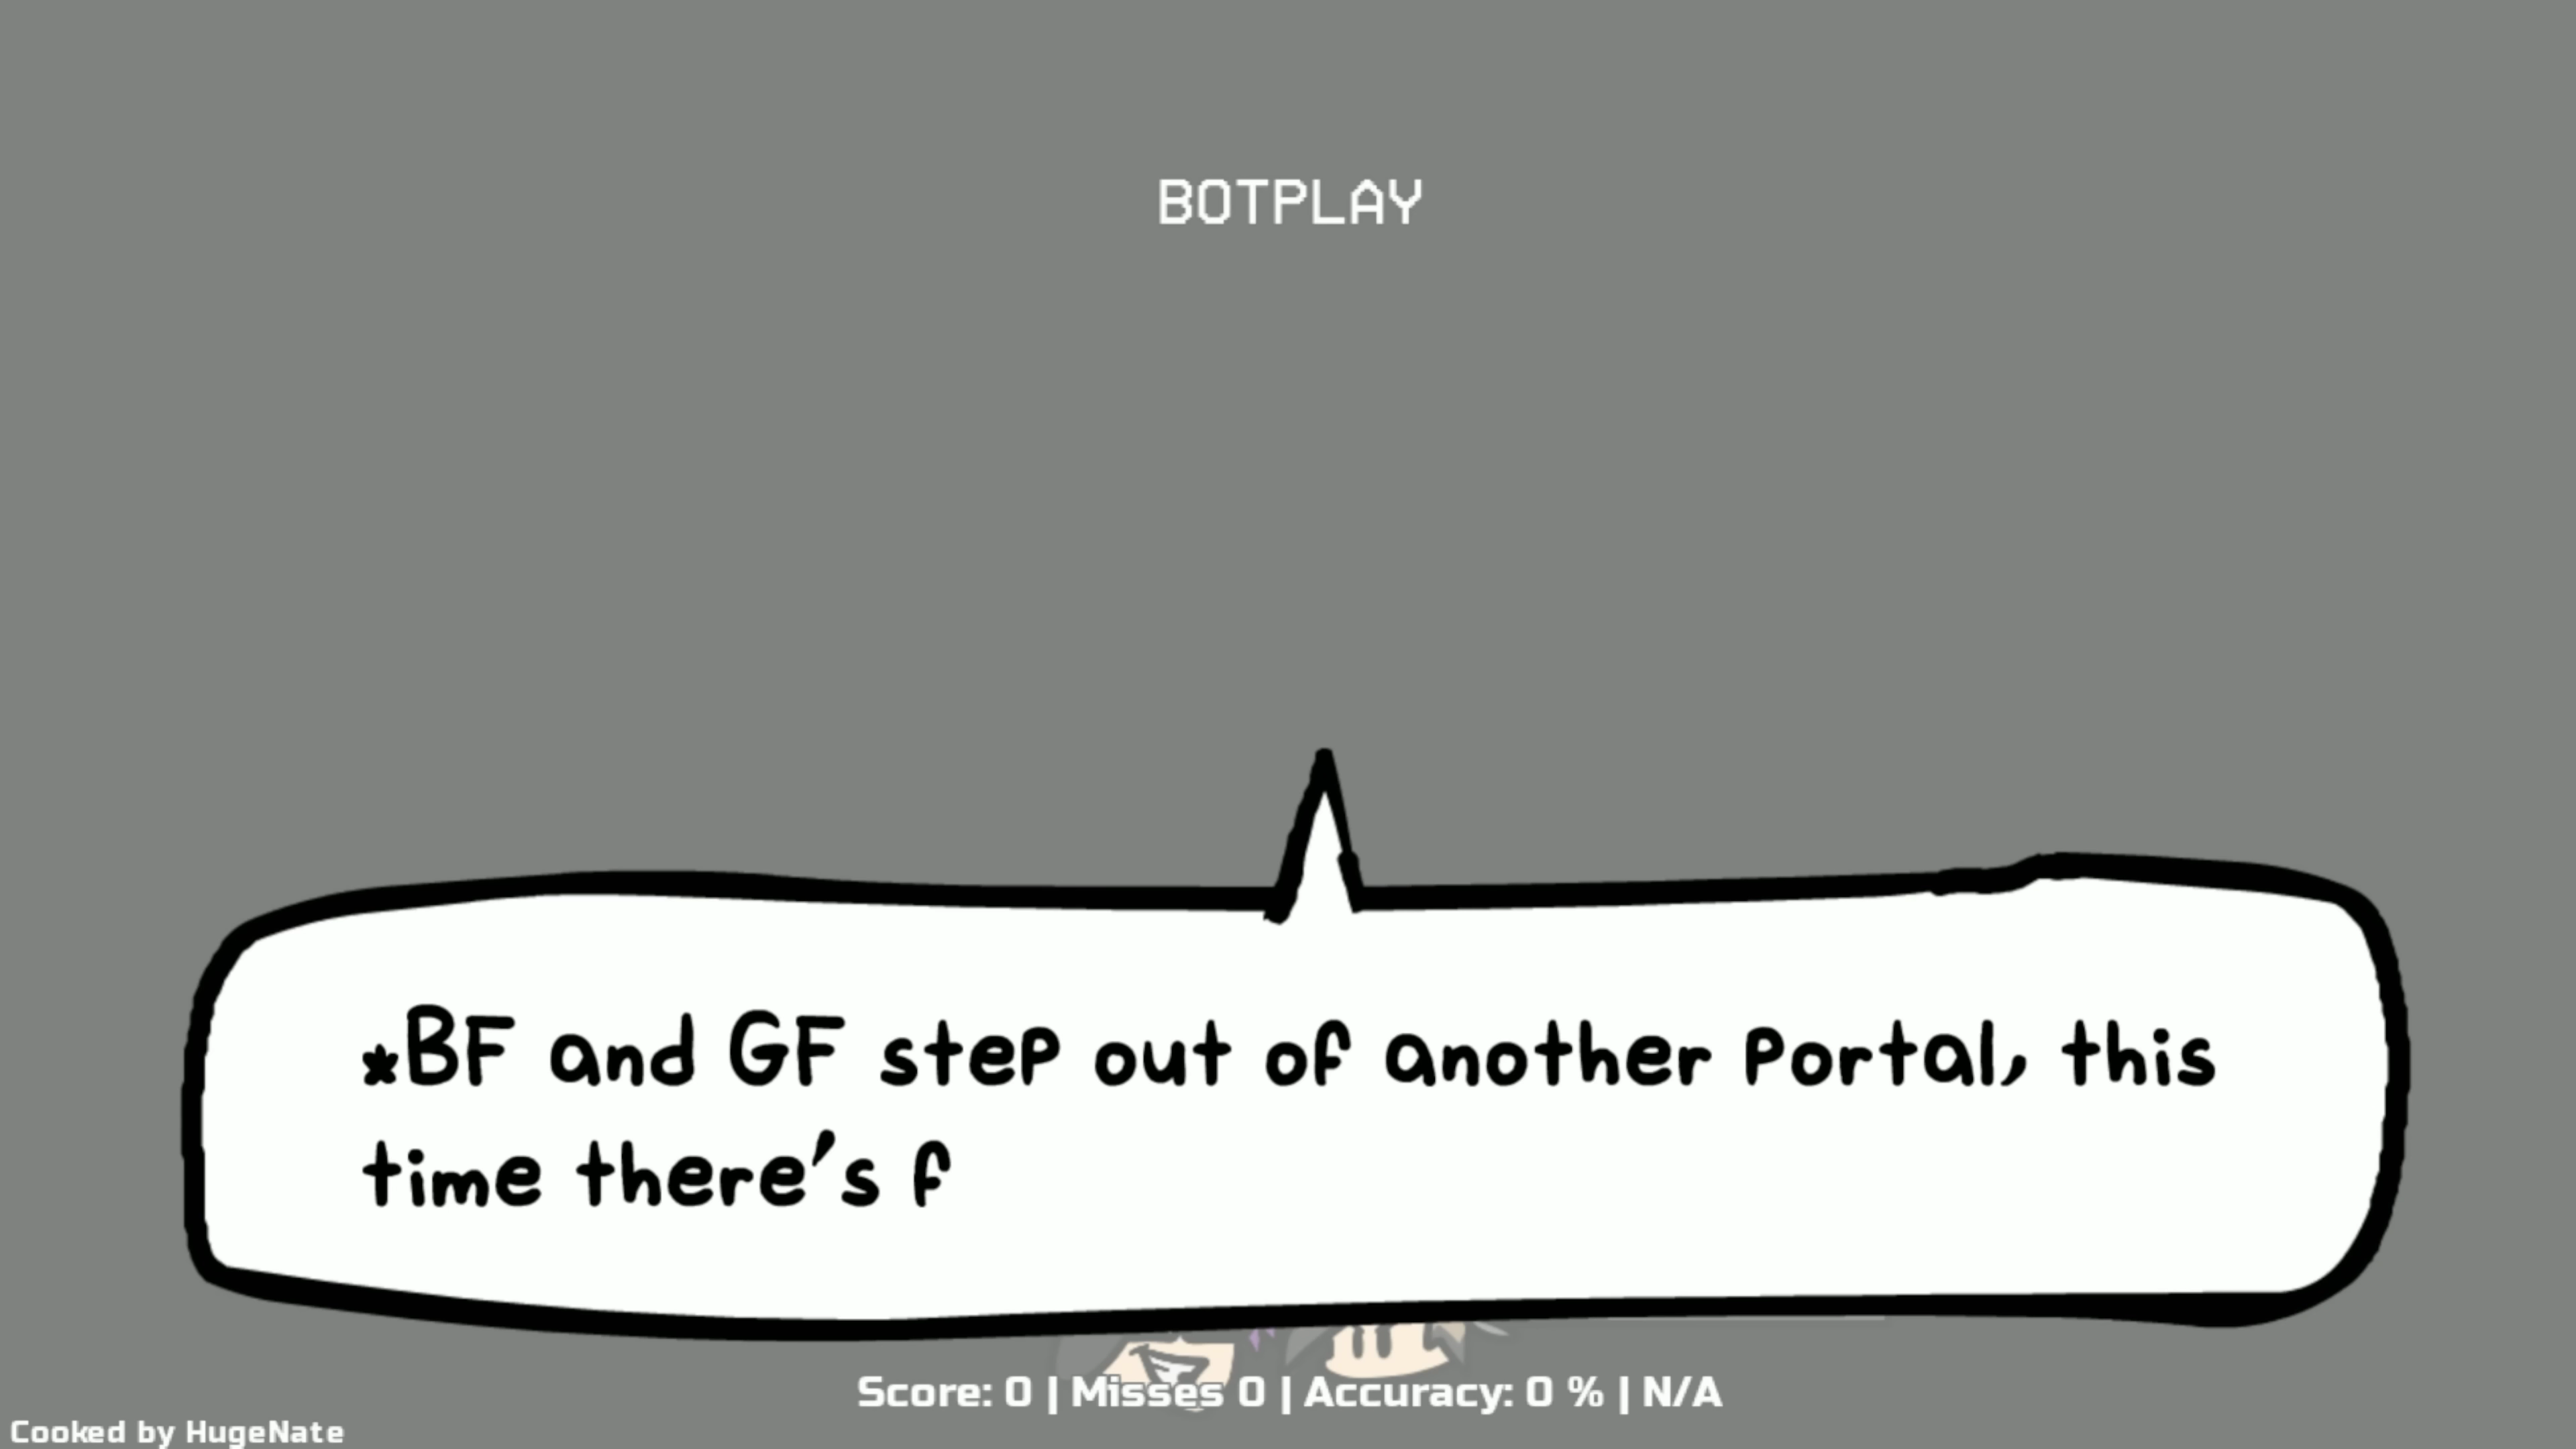 BOTPLAY
*BF and GF step out of another portal, this
time there's f
Score: 0 | Misses 0 | Accuracy: 0 % | N/A
Cooked by HugeNate